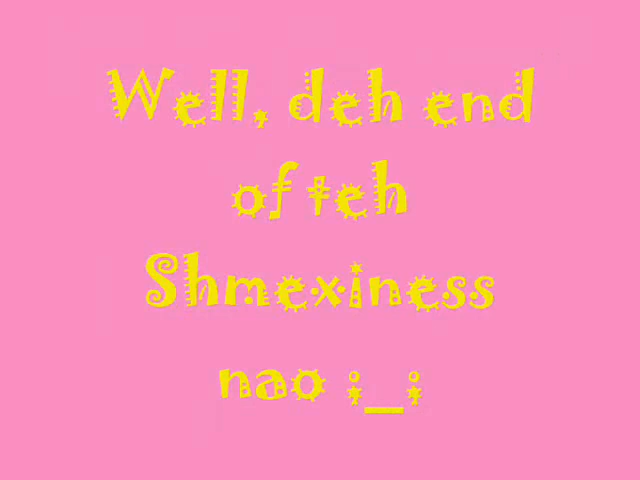 Well, deh end
of teh
Shmexiness
nao ;_;